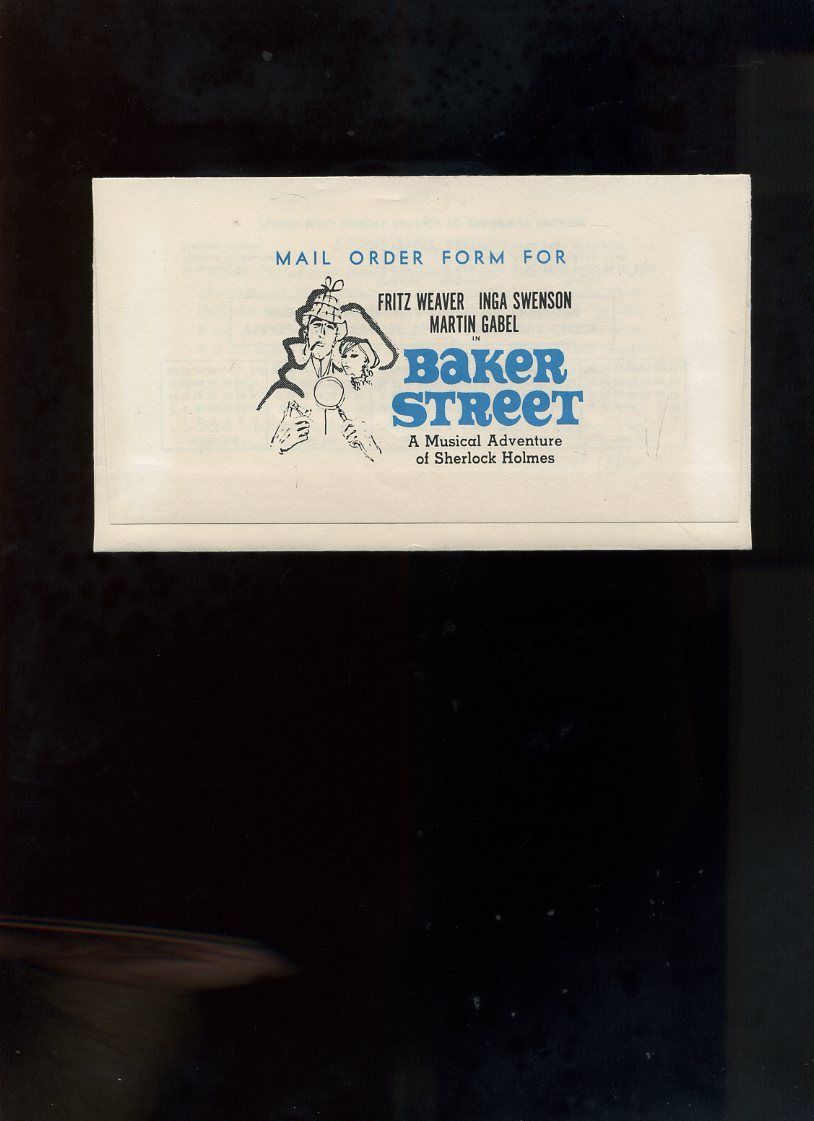 MAIL ORDER FORM FOR
FRITZ WEAVER INGA SWENSON
MARTIN GABEL
IN
BAKER
STREET
A Musical Adventure
of Sherlock Holmes